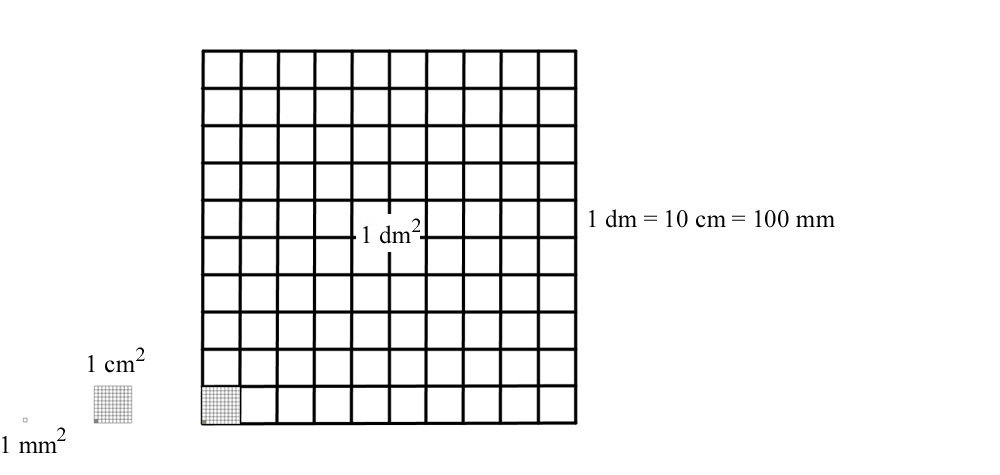 1 dm²
1 dm = 10 cm = 100 mm
1 cm²
1 mm²